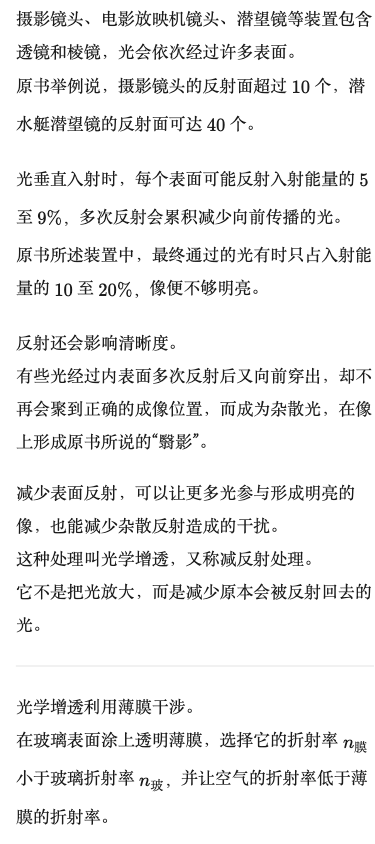 摄影镜头、电影放映机镜头、潜望镜等装置包含
透镜和棱镜，光会依次经过许多表面。
原书举例说，摄影镜头的反射面超过 10 个，潜
水艇潜望镜的反射面可达 40 个。
光垂直入射时，每个表面可能反射入射能量的 5
至 9%，多次反射会累积减少向前传播的光。
原书所述装置中，最终通过的光有时只占入射能
量的 10 至 20%，像便不够明亮。
反射还会影响清晰度。
有些光经过内表面多次反射后又向前穿出，却不
再会聚到正确的成像位置，而成为杂散光，在像
上形成原书所说的“翳影”。
减少表面反射，可以让更多光参与形成明亮的
像，也能减少杂散反射造成的干扰。
这种处理叫光学增透，又称减反射处理。
它不是把光放大，而是减少原本会被反射回去的
光。
光学增透利用薄膜干涉。
在玻璃表面涂上透明薄膜，选择它的折射率 n膜
小于玻璃折射率 n玻，并让空气的折射率低于薄
膜的折射率。